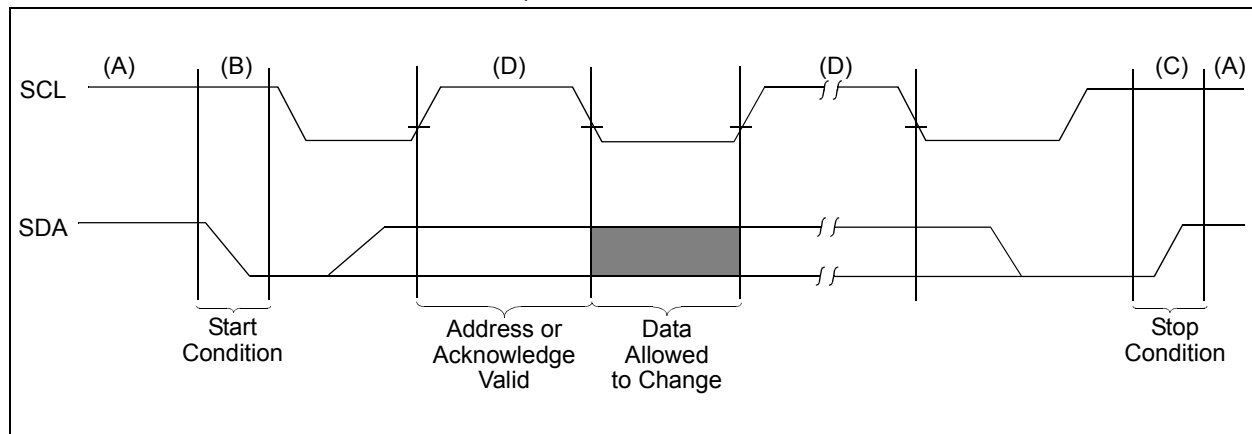 (A) (B) (D) (D) (C) (A)
SCL
SDA
Start
Condition
Address or
Acknowledge
Valid
Data
Allowed
to Change
Stop
Condition